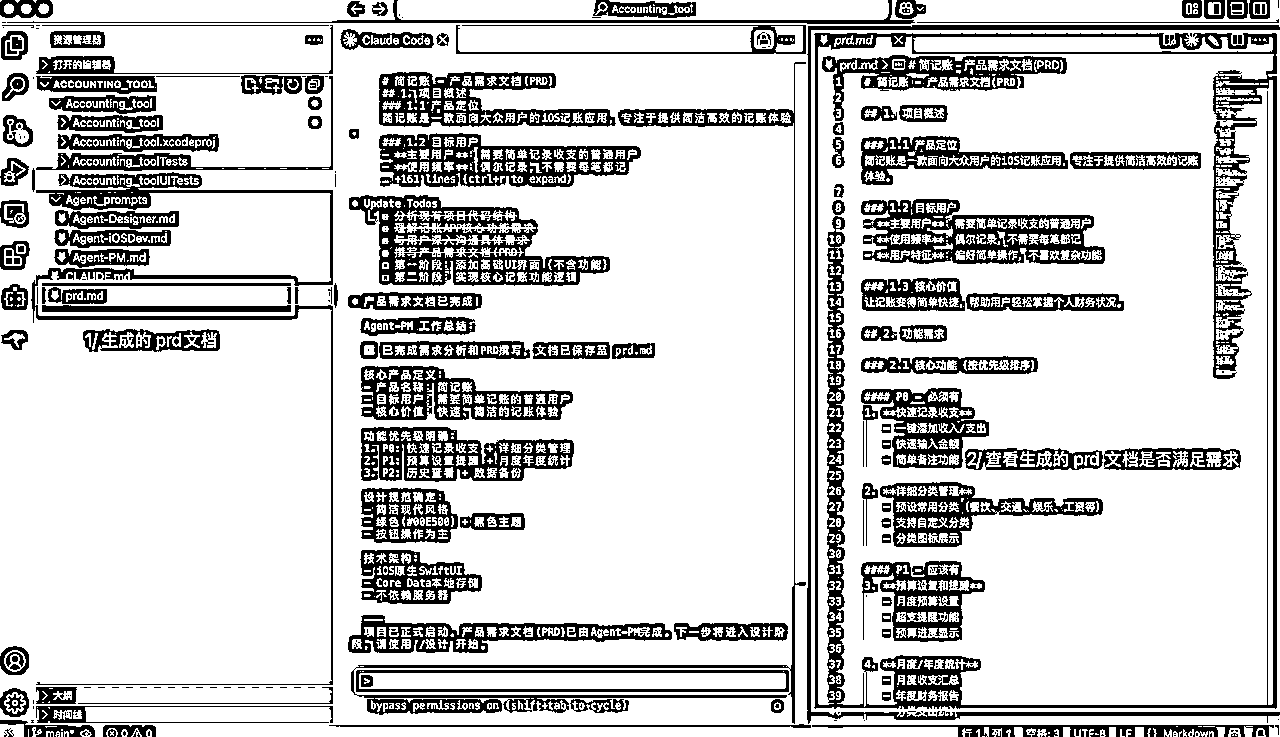 Accounting_tool
资源管理器
打开的编辑器
ACCOUNTING_TOOL
Accounting_tool
Accounting_tool
Accounting_tool.xcodeproj
Accounting_toolTests
Accounting_toolUITests
Agent_prompts
Agent-Designer.md
Agent-iOSDev.md
Agent-PM.md
CLAUDE.md
prd.md
1/ 生成的 prd 文档
大纲
时间线
Claude Code
# 简记账 - 产品需求文档(PRD)
## 1. 项目概述
### 1.1 产品定位
简记账是一款面向大众用户的iOS记账应用，专注于提供简洁高效的记账体验
### 1.2 目标用户
- **主要用户**：需要简单记录收支的普通用户
- **使用频率**：偶尔记录，不需要每笔都记
… +161 lines (ctrl+r to expand)
Update Todos
分析现有项目代码结构
理解记账APP核心功能需求
与用户深入沟通具体需求
撰写产品需求文档(PRD)
第一阶段：添加基础UI界面（不含功能）
第二阶段：实现核心记账功能逻辑
产品需求文档已完成！
Agent-PM 工作总结：
已完成需求分析和PRD撰写，文档已保存至 prd.md
核心产品定义：
- 产品名称：简记账
- 目标用户：需要简单记账的普通用户
- 核心价值：快速、简洁的记账体验
功能优先级明确：
1. P0: 快速记录收支 + 详细分类管理
2. P1: 预算设置提醒 + 月度年度统计
3. P2: 历史查看 + 数据备份
设计规范确定：
- 简洁现代风格
- 绿色(#00E500) + 黑色主题
- 按钮操作为主
技术架构：
- iOS原生SwiftUI
- Core Data本地存储
- 不依赖服务器
---
项目已正式启动，产品需求文档(PRD)已由Agent-PM完成。下一步将进入设计阶
段，请使用 /设计 开始。
>
bypass permissions on (shift+tab to cycle)
prd.md
prd.md > # 简记账 - 产品需求文档(PRD)
1 # 简记账 - 产品需求文档(PRD)
2
3 ## 1. 项目概述
4
5 ### 1.1 产品定位
6 简记账是一款面向大众用户的iOS记账应用，专注于提供简洁高效的记账
体验。
7
8 ### 1.2 目标用户
9 - **主要用户**：需要简单记录收支的普通用户
10 - **使用频率**：偶尔记录，不需要每笔都记
11 - **用户特征**：偏好简单操作，不喜欢复杂功能
12
13 ### 1.3 核心价值
14 让记账变得简单快捷，帮助用户轻松掌握个人财务状况。
15
16 ## 2. 功能需求
17
18 ### 2.1 核心功能（按优先级排序）
19
20 #### P0 - 必须有
21 1. **快速记录收支**
22 - 一键添加收入/支出
23 - 快速输入金额
24 - 简单备注功能
2/ 查看生成的 prd 文档是否满足需求
25
26 2. **详细分类管理**
27 - 预设常用分类（餐饮、交通、娱乐、工资等）
28 - 支持自定义分类
29 - 分类图标展示
30
31 #### P1 - 应该有
32 3. **预算设置和提醒**
33 - 月度预算设置
34 - 超支提醒功能
35 - 预算进度显示
36
37 4. **月度/年度统计**
38 - 月度收支汇总
39 - 年度财务报告
40 - 分类支出统计
main*
0 0
行 1，列 1 空格: 3 UTF-8 LF {} Markdown